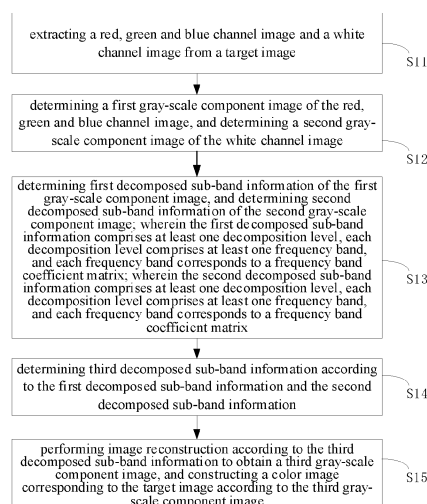 extracting a red, green and blue channel image and a white
channel image from a target image
S11
determining a first gray-scale component image of the red,
green and blue channel image, and determining a second gray-
scale component image of the white channel image
S12
determining first decomposed sub-band information of the first
gray-scale component image, and determining second
decomposed sub-band information of the second gray-scale
component image; wherein the first decomposed sub-band
information comprises at least one decomposition level, each
decomposition level comprises at least one frequency band,
and each frequency band corresponds to a frequency band
coefficient matrix; wherein the second decomposed sub-band
information comprises at least one decomposition level, each
decomposition level comprises at least one frequency band,
and each frequency band corresponds to a frequency band
coefficient matrix
S13
determining third decomposed sub-band information according
to the first decomposed sub-band information and the second
decomposed sub-band information
S14
performing image reconstruction according to the third
decomposed sub-band information to obtain a third gray-scale
component image, and constructing a color image
corresponding to the target image according to the third gray-
scale component image
S15